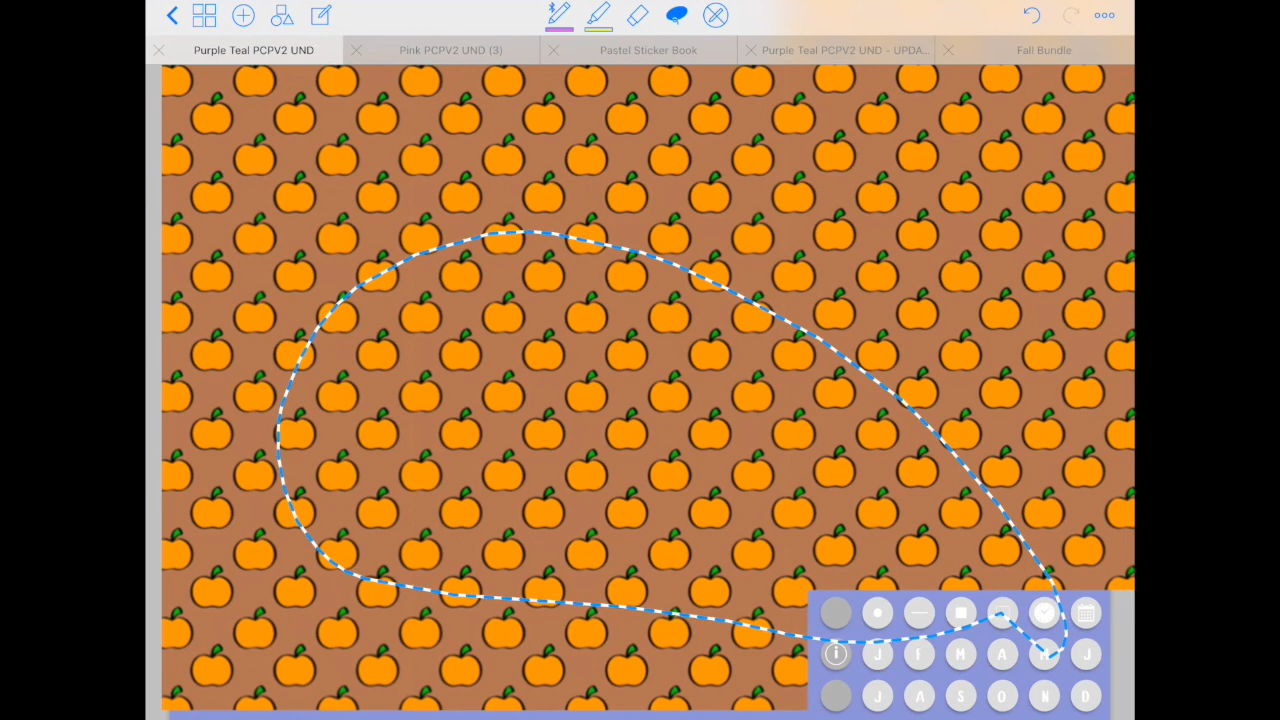 Purple Teal PCPV2 UND
Pink PCPV2 UND (3)
Pastel Sticker Book
Purple Teal PCPV2 UND - UPDA...
Fall Bundle
i J F M A M J
J A S O N D